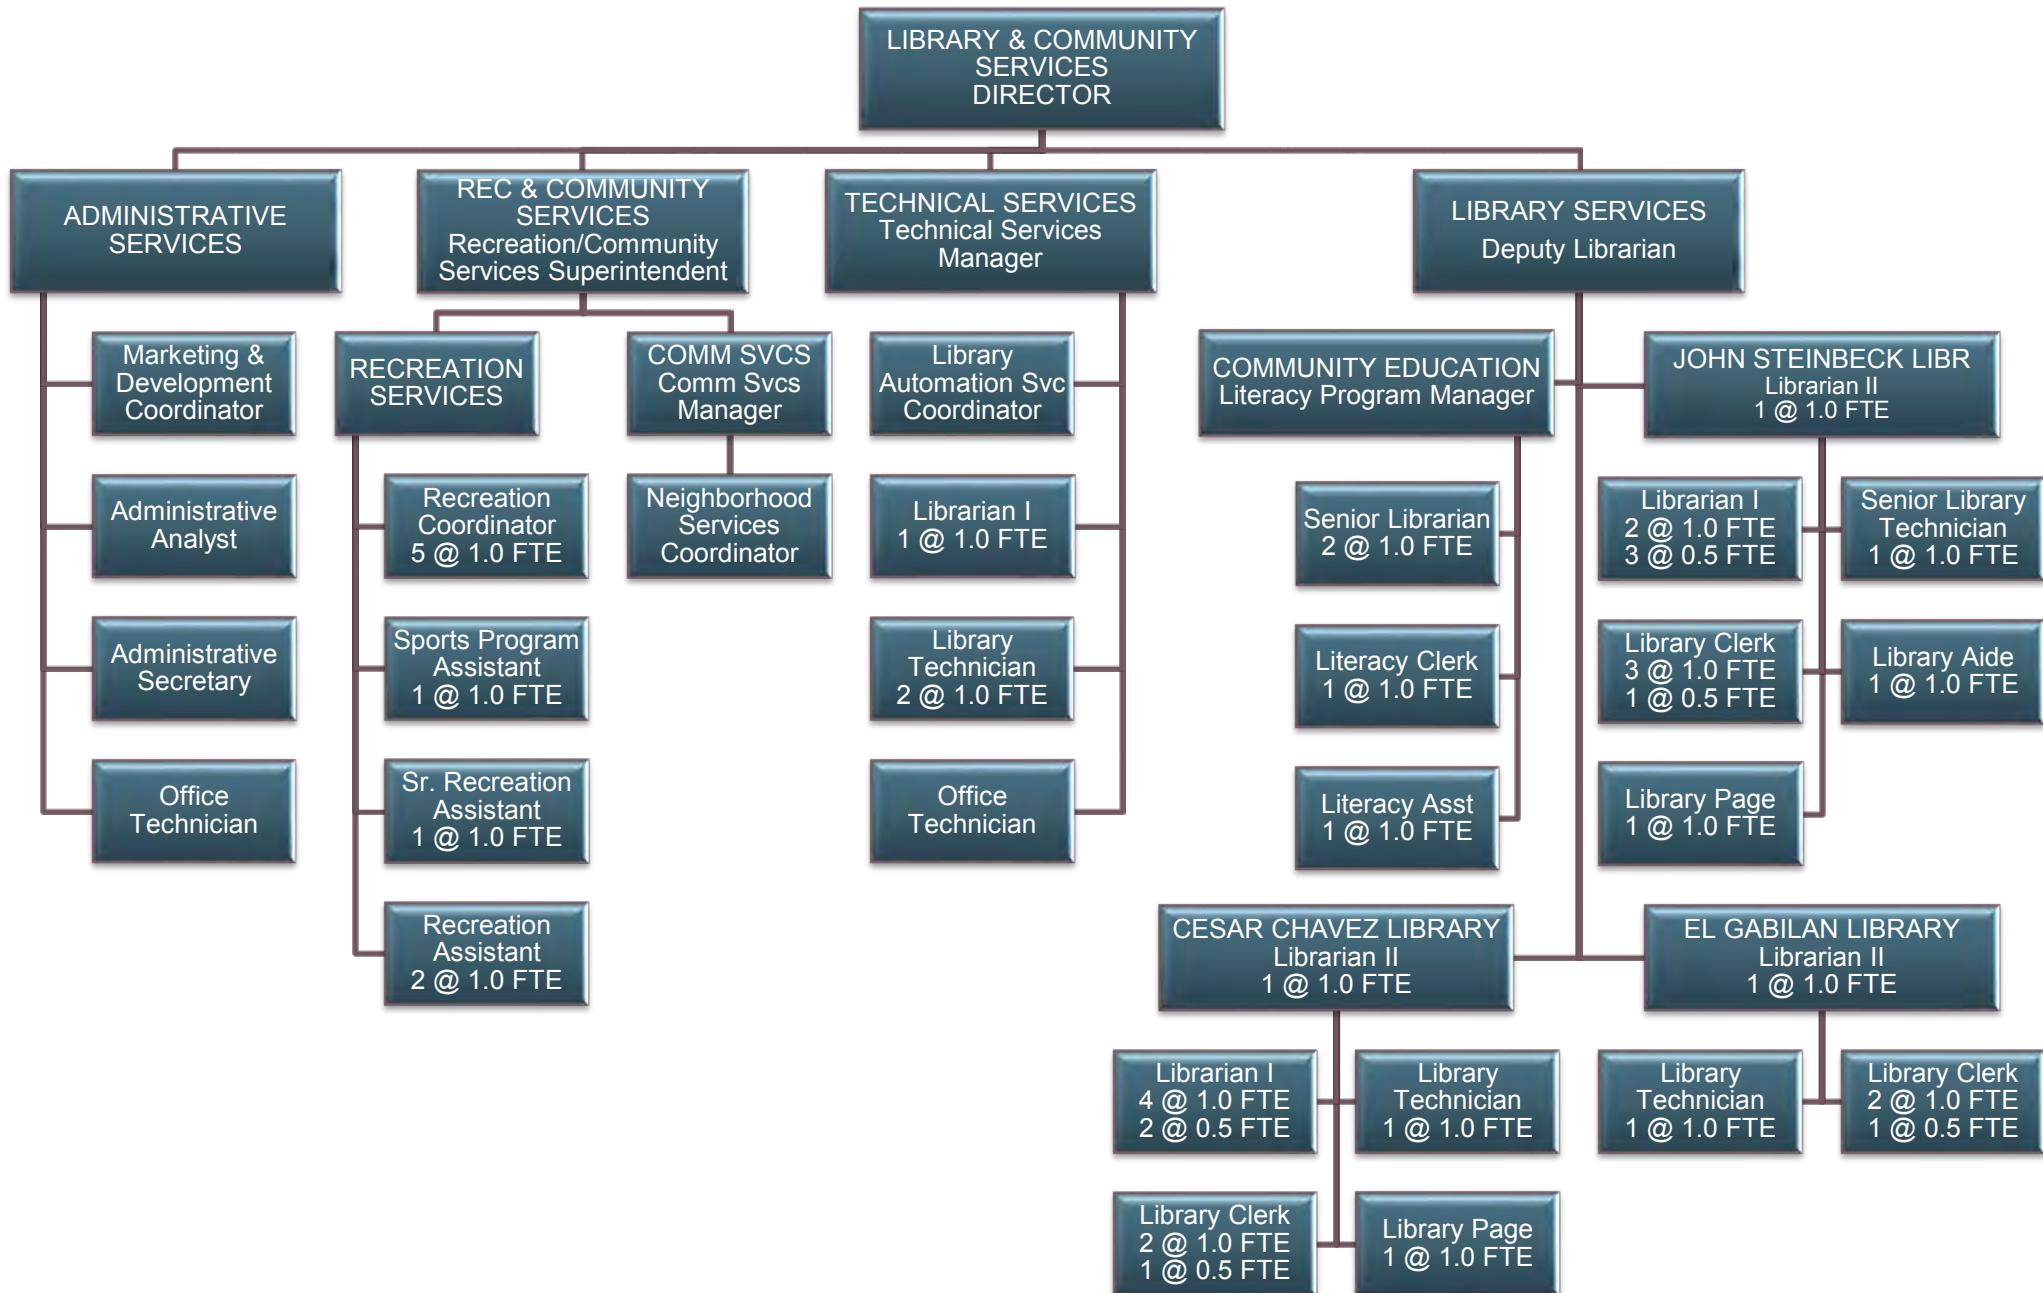 LIBRARY & COMMUNITY
SERVICES
DIRECTOR
ADMINISTRATIVE
SERVICES
REC & COMMUNITY
SERVICES
Recreation/Community
Services Superintendent
TECHNICAL SERVICES
Technical Services
Manager
LIBRARY SERVICES
Deputy Librarian
Marketing &
Development
Coordinator
Administrative
Analyst
Administrative
Secretary
Office
Technician
RECREATION
SERVICES
Recreation
Coordinator
5 @ 1.0 FTE
Sports Program
Assistant
1 @ 1.0 FTE
Sr. Recreation
Assistant
1 @ 1.0 FTE
Recreation
Assistant
2 @ 1.0 FTE
COMM SVCS
Comm Svcs
Manager
Neighborhood
Services
Coordinator
Library
Automation Svc
Coordinator
Librarian I
1 @ 1.0 FTE
Library
Technician
2 @ 1.0 FTE
Office
Technician
COMMUNITY EDUCATION
Literacy Program Manager
Senior Librarian
2 @ 1.0 FTE
Literacy Clerk
1 @ 1.0 FTE
Literacy Asst
1 @ 1.0 FTE
JOHN STEINBECK LIBR
Librarian II
1 @ 1.0 FTE
Librarian I
2 @ 1.0 FTE
3 @ 0.5 FTE
Senior Library
Technician
1 @ 1.0 FTE
Library Clerk
3 @ 1.0 FTE
1 @ 0.5 FTE
Library Aide
1 @ 1.0 FTE
Library Page
1 @ 1.0 FTE
CESAR CHAVEZ LIBRARY
Librarian II
1 @ 1.0 FTE
Librarian I
4 @ 1.0 FTE
2 @ 0.5 FTE
Library
Technician
1 @ 1.0 FTE
Library Clerk
2 @ 1.0 FTE
1 @ 0.5 FTE
Library Page
1 @ 1.0 FTE
EL GABILAN LIBRARY
Librarian II
1 @ 1.0 FTE
Library
Technician
1 @ 1.0 FTE
Library Clerk
2 @ 1.0 FTE
1 @ 0.5 FTE